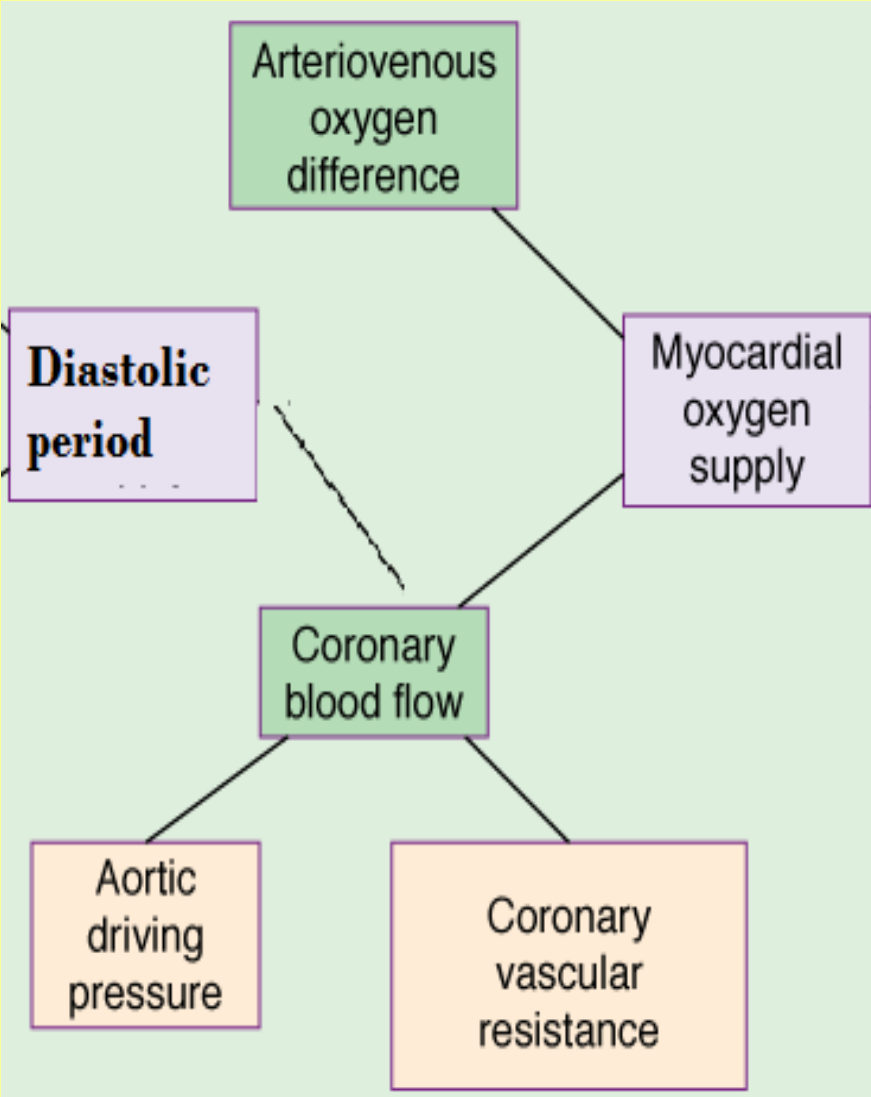 Arteriovenous
oxygen
difference
Diastolic
period
Myocardial
oxygen
supply
Coronary
blood flow
Aortic
driving
pressure
Coronary
vascular
resistance